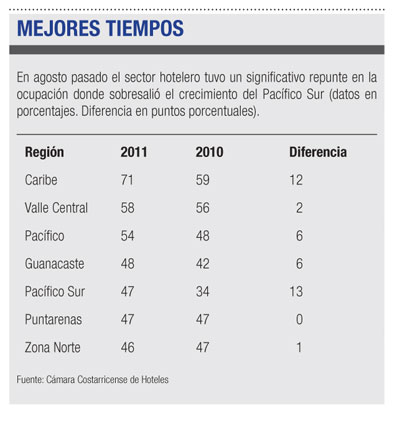 MEJORES TIEMPOS
En agosto pasado el sector hotelero tuvo un significativo repunte en la
ocupación donde sobresalió el crecimiento del Pacífico Sur (datos en
porcentajes. Diferencia en puntos porcentuales).
Región 2011 2010 Diferencia
Caribe 71 59 12
Valle Central 58 56 2
Pacífico 54 48 6
Guanacaste 48 42 6
Pacífico Sur 47 34 13
Puntarenas 47 47 0
Zona Norte 46 47 1
Fuente: Cámara Costarricense de Hoteles